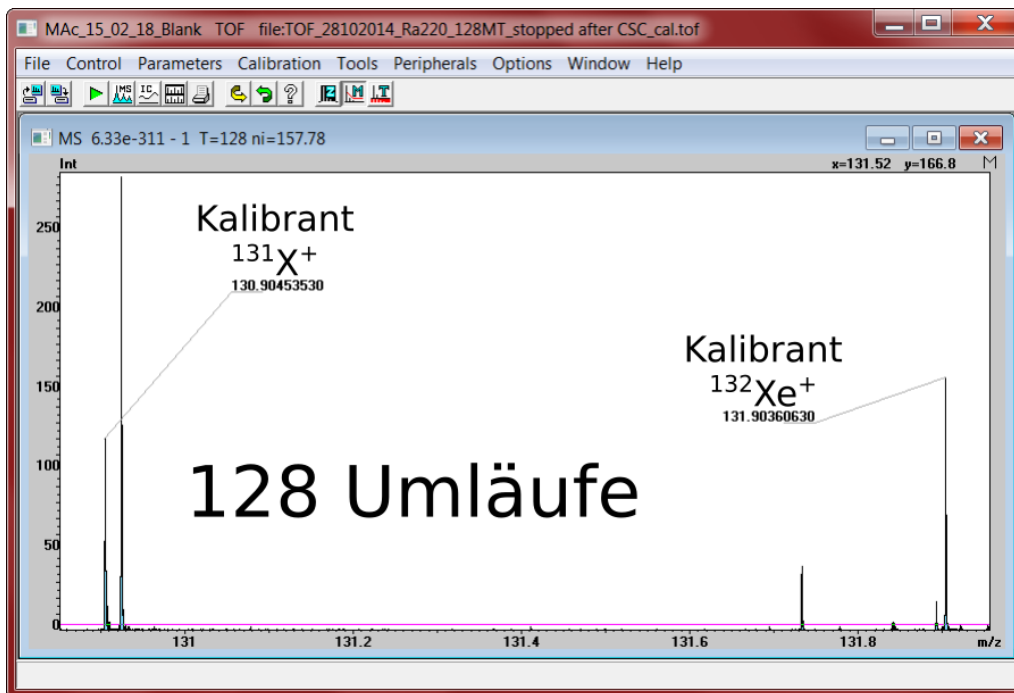 MAc_15_02_18_Blank TOF file:TOF_28102014_Ra220_128MT_stopped after CSC_cal.tof
File Control Parameters Calibration Tools Peripherals Options Window Help
MS 6.33e-311 - 1 T=128 ni=157.78
Int
x=131.52 y=166.8 M
250
200
150
100
50
0
Kalibrant
¹³¹X⁺
130.90453530
Kalibrant
¹³²Xe⁺
131.90360630
128 Umläufe
131
131.2
131.4
131.6
131.8
m/z